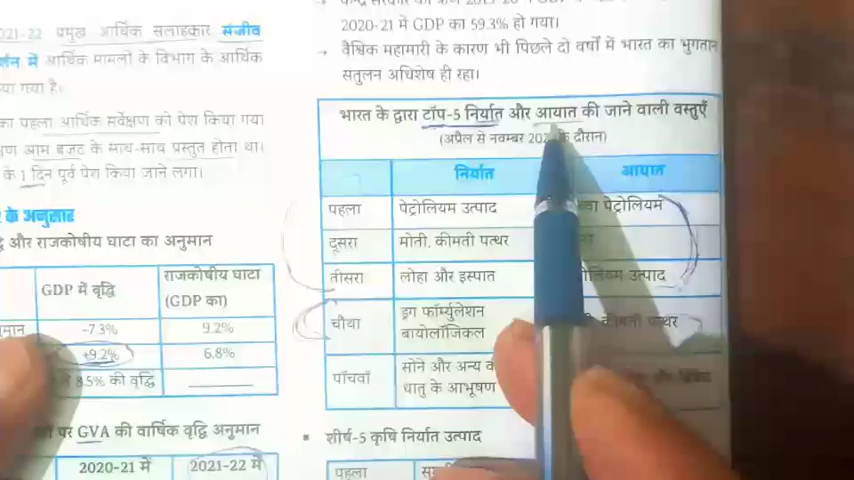 2021-22 प्रमुख आर्थिक सलाहकार संजीव
में आर्थिक मामलों के विभाग के आर्थिक
गया है।
का पहला आर्थिक सर्वेक्षण को पेश किया गया
आम बजट के साथ-साथ प्रस्तुत होता था।
के 1 दिन पूर्व पेश किया जाने लगा।
के अनुसार
और राजकोषीय घाटा का अनुमान
GDP में वृद्धि राजकोषीय घाटा (GDP का)
-7.3% 9.2%
+9.2% 6.8%
8.5% की वृद्धि
पर GVA की वार्षिक वृद्धि अनुमान
2020-21 में 2021-22 में
2020-21 में GDP का 59.3% हो गया।
→ वैश्विक महामारी के कारण भी पिछले दो वर्षों में भारत का भुगतान
सतुलन अधिशेष ही रहा।
भारत के द्वारा टॉप-5 निर्यात और आयात की जाने वाली वस्तुएँ
(अप्रैल से नवम्बर के दौरान)
निर्यात आयात
पहला पेट्रोलियम उत्पाद पेट्रोलियम
दूसरा मोती, कीमती पत्थर
तीसरा लोहा और इस्पात उत्पाद
चौथा ड्रग फॉर्म्युलेशन बायोलॉजिकल कीमती पत्थर
पाँचवाँ सोने और अन्य धातु के आभूषण
▪ शीर्ष-5 कृषि निर्यात उत्पाद
पहला